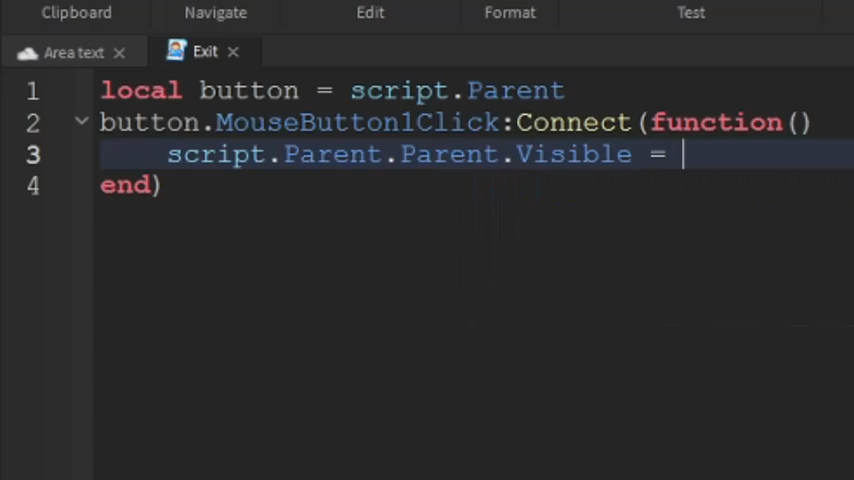 Clipboard Navigate Edit Format Test
Area text × Exit ×
1 local button = script.Parent
2 button.MouseButton1Click:Connect(function()
3 script.Parent.Parent.Visible =
4 end)